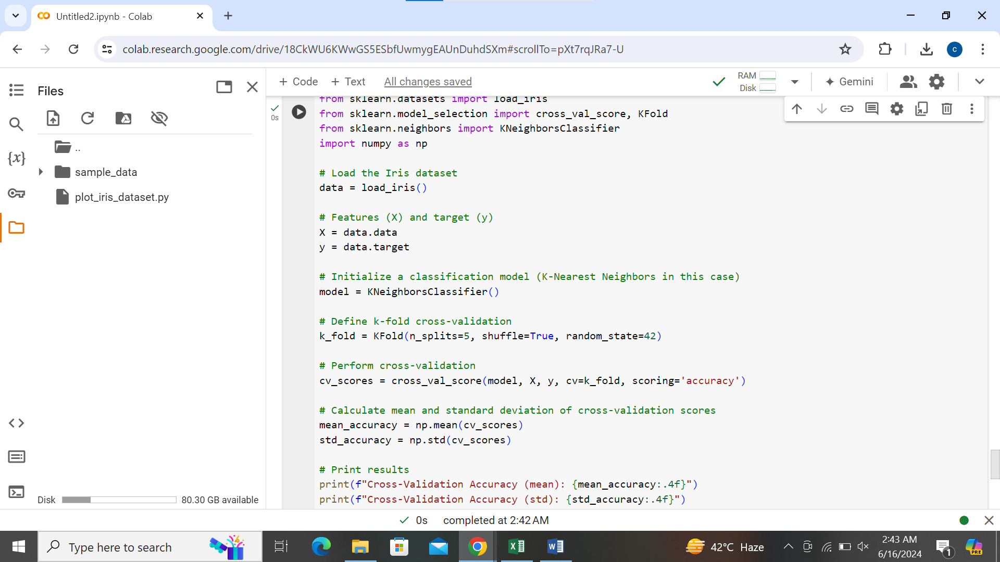 Untitled2.ipynb - Colab
colab.research.google.com/drive/18CkWU6KWwGS5ESbfUwmygEAUnDuhdSXm#scrollTo=pXt7rqJRa7-U
C
Files
+ Code + Text All changes saved
RAM
Disk
Gemini
..
sample_data
plot_iris_dataset.py
{x}
0s
from sklearn.datasets import load_iris
from sklearn.model_selection import cross_val_score, KFold
from sklearn.neighbors import KNeighborsClassifier
import numpy as np
# Load the Iris dataset
data = load_iris()
# Features (X) and target (y)
X = data.data
y = data.target
# Initialize a classification model (K-Nearest Neighbors in this case)
model = KNeighborsClassifier()
# Define k-fold cross-validation
k_fold = KFold(n_splits=5, shuffle=True, random_state=42)
# Perform cross-validation
cv_scores = cross_val_score(model, X, y, cv=k_fold, scoring='accuracy')
# Calculate mean and standard deviation of cross-validation scores
mean_accuracy = np.mean(cv_scores)
std_accuracy = np.std(cv_scores)
# Print results
print(f"Cross-Validation Accuracy (mean): {mean_accuracy:.4f}")
print(f"Cross-Validation Accuracy (std): {std_accuracy:.4f}")
Disk 80.30 GB available
0s completed at 2:42 AM
Type here to search
42°C Haze
2:43 AM
6/16/2024
1
PRE